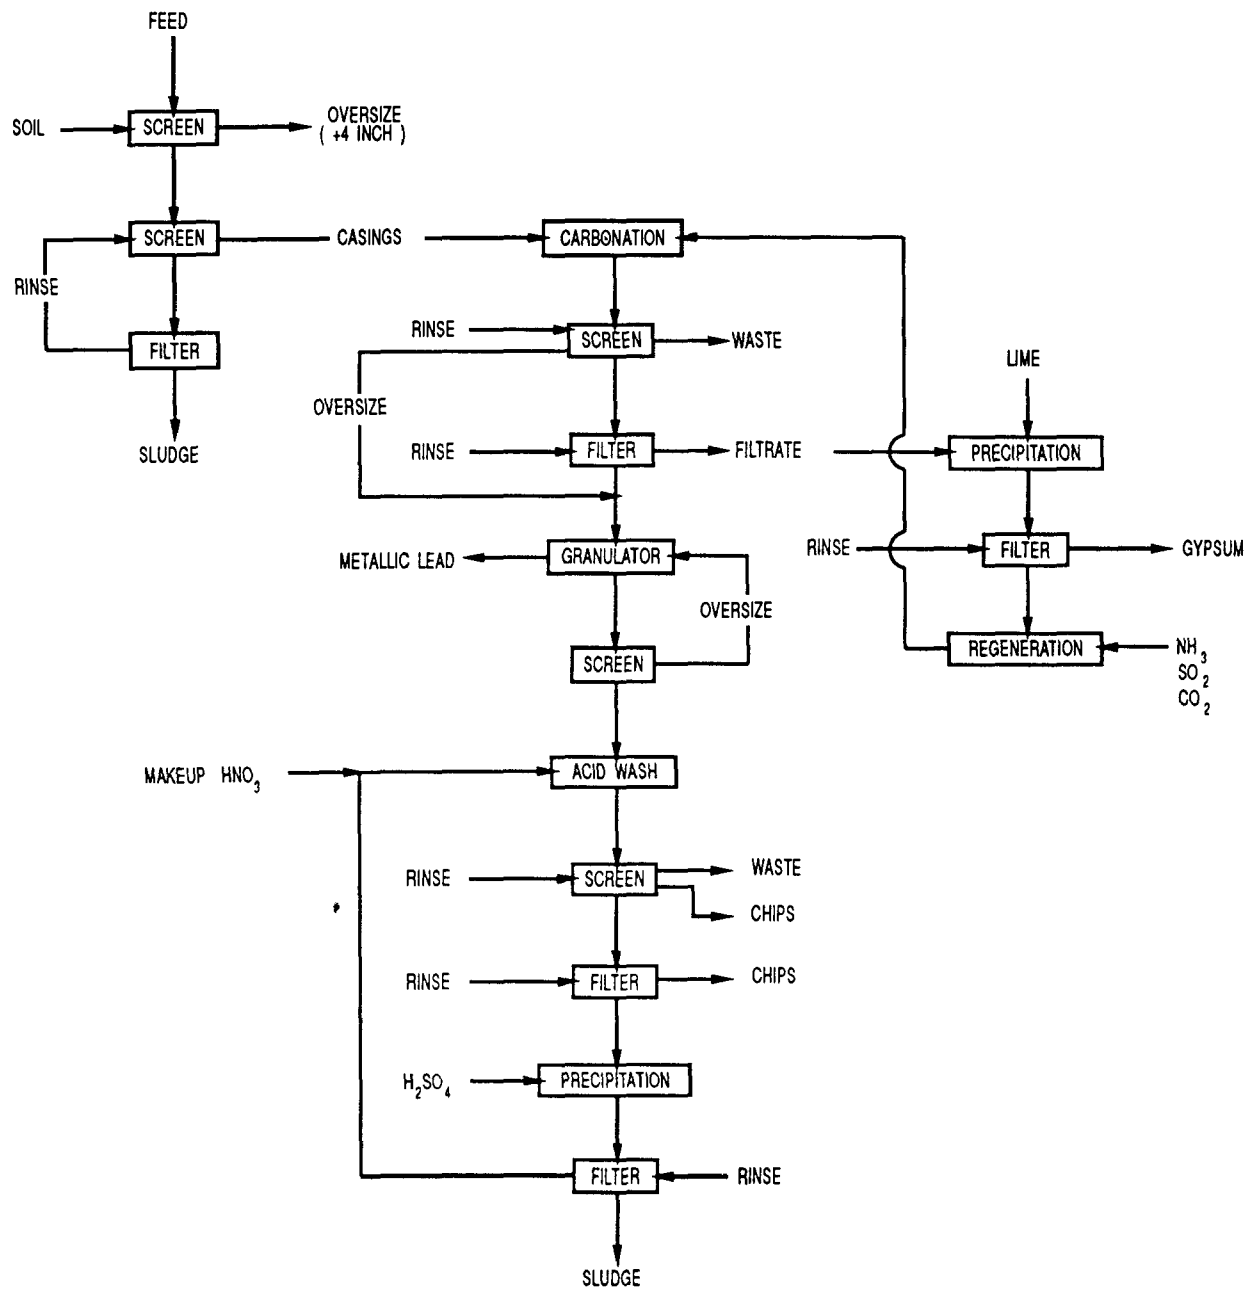 FEED
SOIL
SCREEN
OVERSIZE
( +4 INCH )
SCREEN
CASINGS
CARBONATION
RINSE
FILTER
SLUDGE
RINSE
SCREEN
WASTE
OVERSIZE
RINSE
FILTER
FILTRATE
LIME
PRECIPITATION
METALLIC LEAD
GRANULATOR
RINSE
FILTER
GYPSUM
OVERSIZE
SCREEN
REGENERATION
NH3
SO2
CO2
MAKEUP HNO3
ACID WASH
RINSE
SCREEN
WASTE
CHIPS
RINSE
FILTER
CHIPS
H2SO4
PRECIPITATION
FILTER
RINSE
SLUDGE